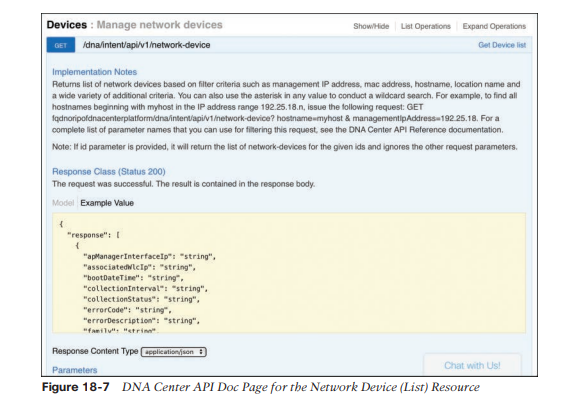 Devices : Manage network devices
Show/Hide | List Operations | Expand Operations
GET /dna/intent/api/v1/network-device
Get Device list
Implementation Notes
Returns list of network devices based on filter criteria such as management IP address, mac address, hostname, location name and
a wide variety of additional criteria. You can also use the asterisk in any value to conduct a wildcard search. For example, to find all
hostnames beginning with myhost in the IP address range 192.25.18.n, issue the following request: GET
fqdnoripofdnacenterplatform/dna/intent/api/v1/network-device? hostname=myhost & managementIpAddress=192.25.18. For a
complete list of parameter names that you can use for filtering this request, see the DNA Center API Reference documentation.
Note: If id parameter is provided, it will return the list of network-devices for the given ids and ignores the other request parameters.
Response Class (Status 200)
The request was successful. The result is contained in the response body.
Model | Example Value
{
"response": [
{
"apManagerInterfaceIp": "string",
"associatedWlcIp": "string",
"bootDateTime": "string",
"collectionInterval": "string",
"collectionStatus": "string",
"errorCode": "string",
"errorDescription": "string",
"family": "string",
Response Content Type application/json
Parameters
Chat with Us!
Figure 18-7 DNA Center API Doc Page for the Network Device (List) Resource